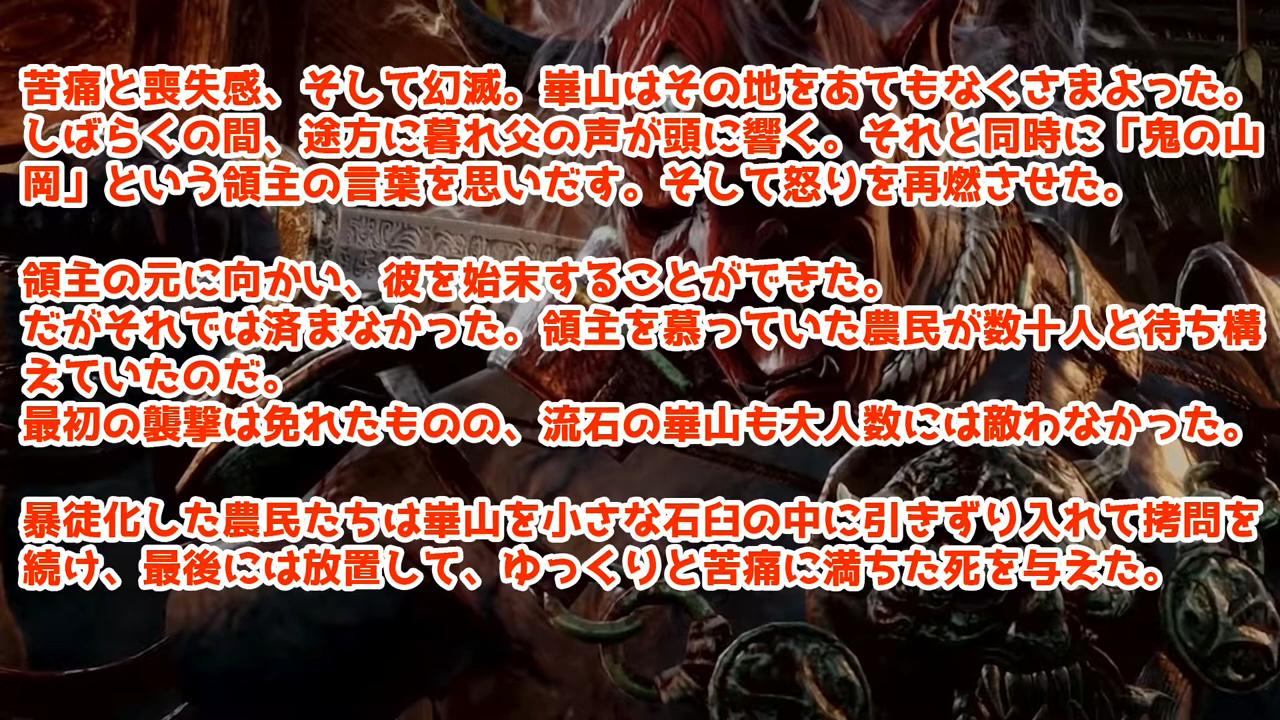 苦痛と喪失感、そして幻滅。崋山はその地をあてもなくさまよった。
しばらくの間、途方に暮れ父の声が頭に響く。それと同時に「鬼の山
岡」という領主の言葉を思いだす。そして怒りを再燃させた。
領主の元に向かい、彼を始末することができた。
だがそれでは済まなかった。領主を慕っていた農民が数十人と待ち構
えていたのだ。
最初の襲撃は免れたものの、流石の崋山も大人数には敵わなかった。
暴徒化した農民たちは崋山を小さな石臼の中に引きずり入れて拷問を
続け、最後には放置して、ゆっくりと苦痛に満ちた死を与えた。